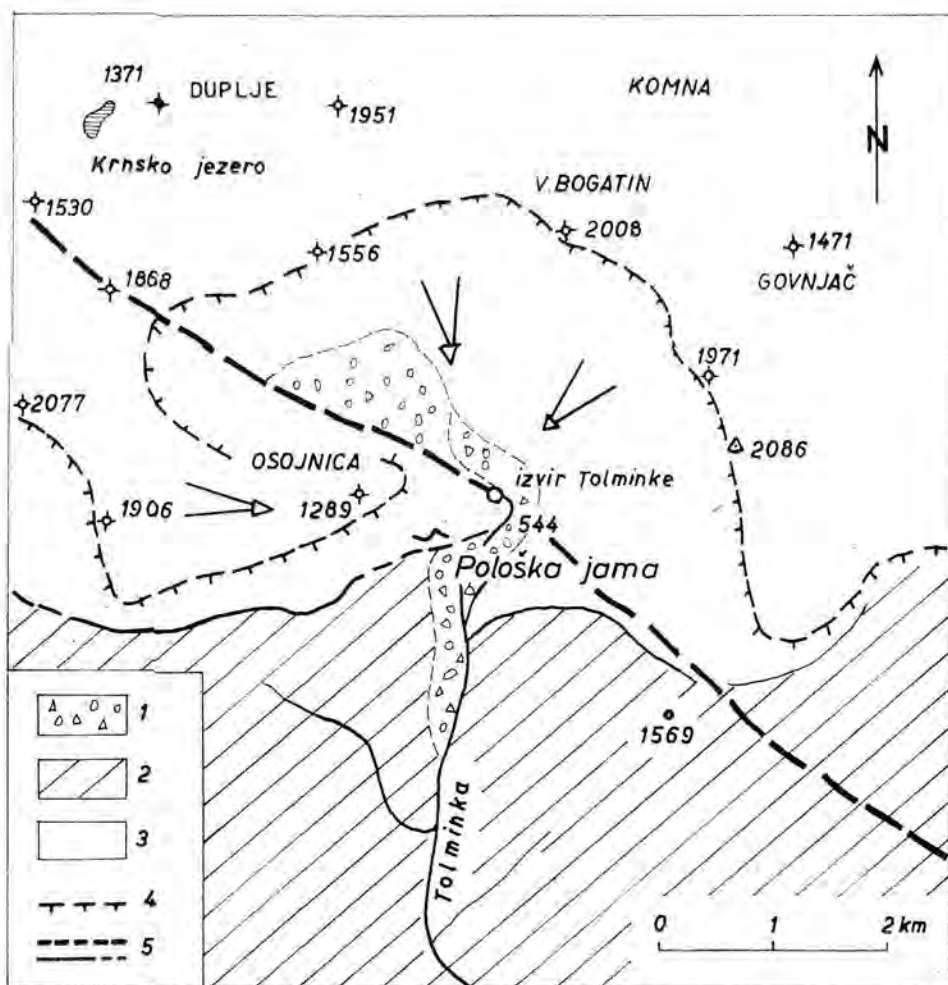 1371
DUPLJE
1951
KOMNA
N
Krnsko jezero
V. BOGATIN
1530
2008
1471
1556
GOVNJAČ
1868
1971
2077
2086
OSOJNICA
izvir Tolminke
1906
1289
544
Pološka jama
1
1569
2
Tolminka
3
4
0 1 2 km
5